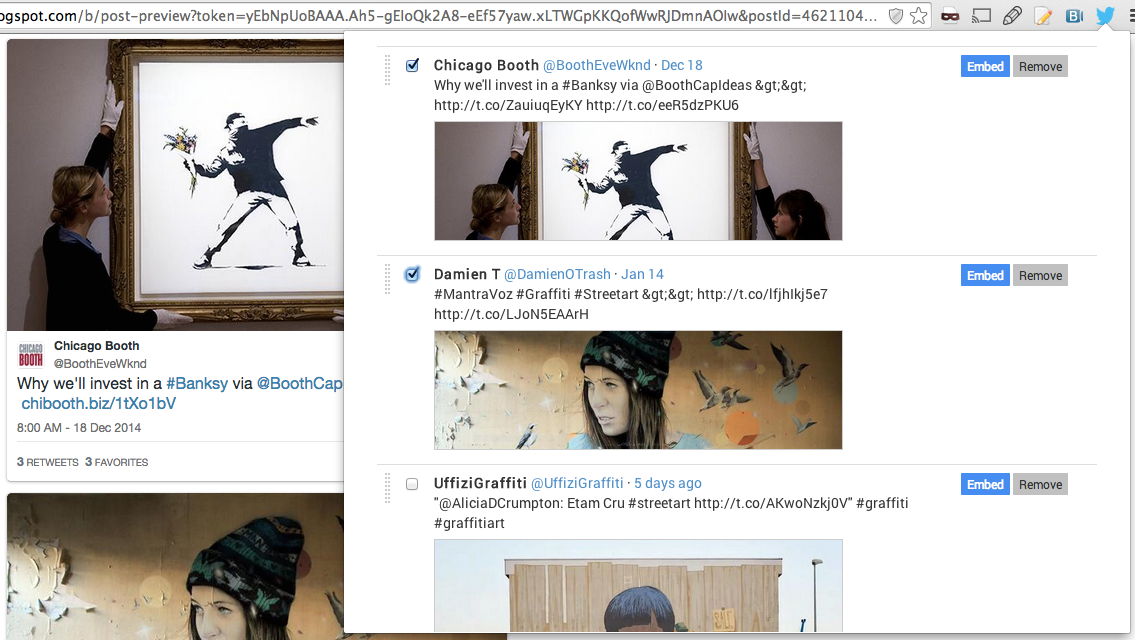 ogspot.com/b/post-preview?token=yEbNpUoBAAA.Ah5-gEloQk2A8-eEf57yaw.xLTWGpKKQofWwRJDmnAOlw&postId=4621104...
Chicago Booth @BoothEveWknd · Dec 18
Embed Remove
Why we'll invest in a #Banksy via @BoothCapIdeas &gt;&gt;
http://t.co/ZauiuqEyKY http://t.co/eeR5dzPKU6
Damien T @DamienOTrash · Jan 14
Embed Remove
#MantraVoz #Graffiti #Streetart &gt;&gt; http://t.co/lfjhIkj5e7
http://t.co/LJoN5EAArH
UffiziGraffiti @UffiziGraffiti · 5 days ago
Embed Remove
"@AliciaDCrumpton: Etam Cru #streetart http://t.co/AKwoNzkj0V" #graffiti
#graffitiart
CHICAGO
BOOTH
Chicago Booth
@BoothEveWknd
Why we'll invest in a #Banksy via @BoothCap
chibooth.biz/1tXo1bV
8:00 AM - 18 Dec 2014
3 RETWEETS 3 FAVORITES